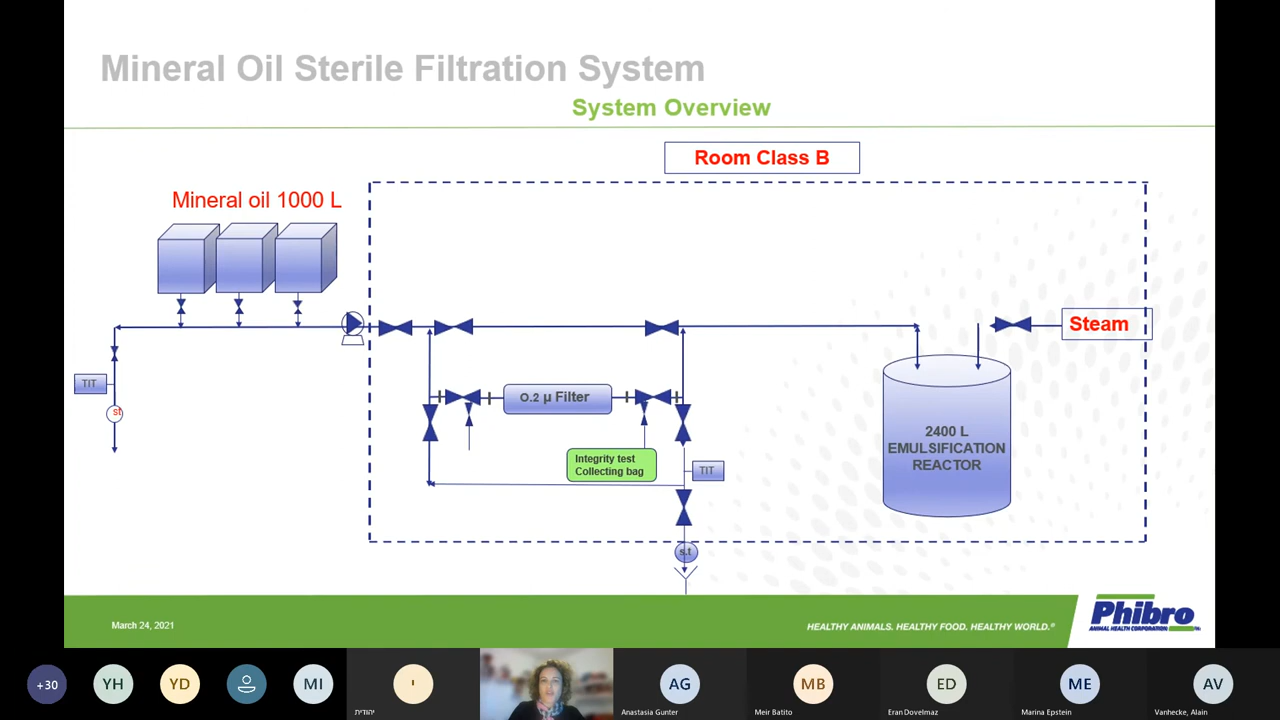 Mineral Oil Sterile Filtration System
System Overview
Room Class B
Mineral oil 1000 L
Steam
TIT
st
O.2 µ Filter
Integrity test
Collecting bag
TIT
2400 L
EMULSIFICATION
REACTOR
s.t
March 24, 2021
HEALTHY ANIMALS. HEALTHY FOOD. HEALTHY WORLD.®
Phibro
ANIMAL HEALTH CORPORATION
+30
YH
YD
MI
י
יהודית
AG
Anastasia Gunter
MB
Meir Batito
ED
Eran Dovelmaz
ME
Marina Epstein
AV
Vanhecke, Alain